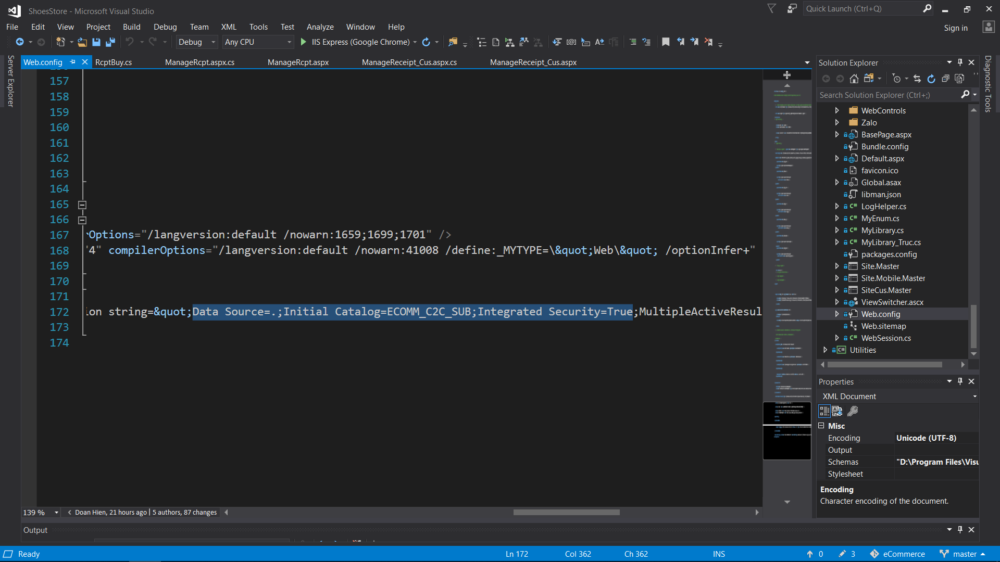 ShoesStore - Microsoft Visual Studio
Quick Launch (Ctrl+Q)
File Edit View Project Build Debug Team XML Tools Test Analyze Window Help
Sign in
Debug Any CPU IIS Express (Google Chrome)
Server Explorer
Web.config RcptBuy.cs ManageRcpt.aspx.cs ManageRcpt.aspx ManageReceipt_Cus.aspx.cs ManageReceipt_Cus.aspx
157
158
159
160
161
162
163
164
165
166
167 rOptions="/langversion:default /nowarn:1659;1699;1701" />
168 "4" compilerOptions="/langversion:default /nowarn:41008 /define:_MYTYPE=\&quot;Web\&quot; /optionInfer+"
169
170
171
172 ion string=&quot;Data Source=.;Initial Catalog=ECOMM_C2C_SUB;Integrated Security=True;MultipleActiveResul
173
174
139 % Doan Hien, 21 hours ago | 5 authors, 87 changes
Output
Solution Explorer
Search Solution Explorer (Ctrl+;)
WebControls
Zalo
BasePage.aspx
Bundle.config
Default.aspx
favicon.ico
Global.asax
libman.json
LogHelper.cs
MyEnum.cs
MyLibrary.cs
MyLibrary_Truc.cs
packages.config
Site.Master
Site.Mobile.Master
SiteCus.Master
ViewSwitcher.ascx
Web.config
Web.sitemap
WebSession.cs
Utilities
Properties
XML Document
Misc
Encoding Unicode (UTF-8)
Output
Schemas "D:\Program Files\Visu
Stylesheet
Encoding
Character encoding of the document.
Diagnostic Tools
Ready Ln 172 Col 362 Ch 362 INS 0 3 eCommerce master